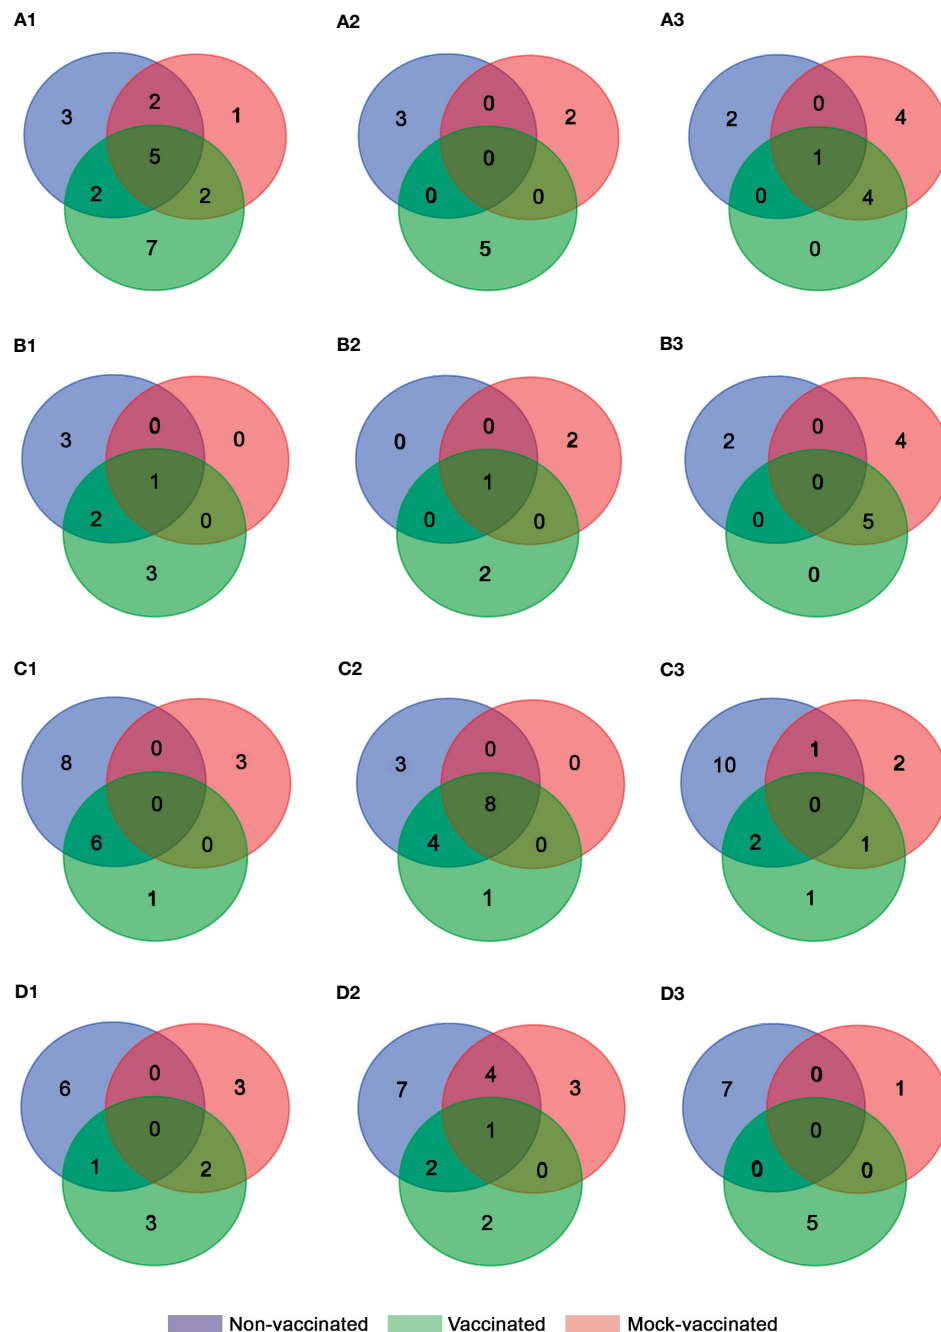 A1 A2 A3
2 0 0
3 1 3 2 2 4
5 0 1
2 2 0 0 0 4
7 5 0
B1 B2 B3
0 0 0
3 0 0 2 2 4
1 1 0
2 0 0 0 0 5
3 2 0
C1 C2 C3
0 0 1
8 3 3 0 10 2
0 8 0
6 0 4 0 2 1
1 1 1
D1 D2 D3
0 4 0
6 3 7 3 7 1
0 1 0
1 2 2 0 0 0
3 2 5
Non-vaccinated Vaccinated Mock-vaccinated